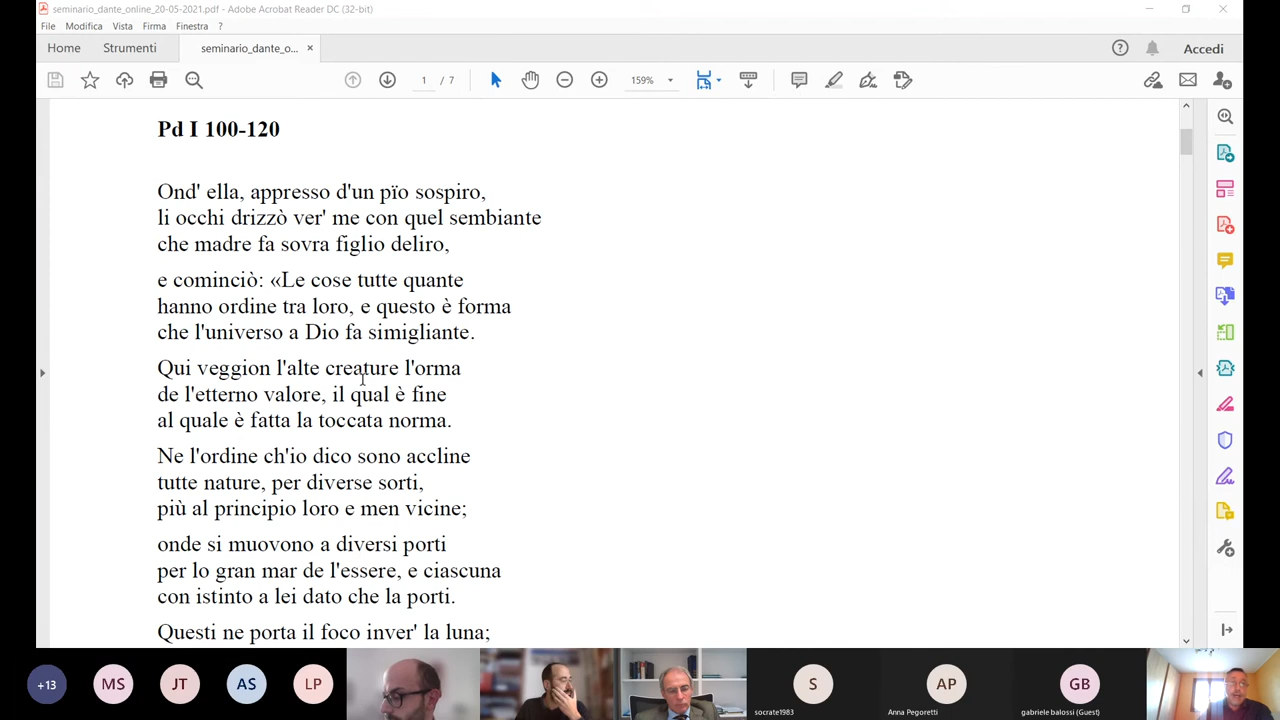 seminario_dante_online_20-05-2021.pdf - Adobe Acrobat Reader DC (32-bit)
File Modifica Vista Firma Finestra ?
Home Strumenti seminario_dante_o... × Accedi
1 / 7 159%
Pd I 100-120
Ond' ella, appresso d'un pïo sospiro,
li occhi drizzò ver' me con quel sembiante
che madre fa sovra figlio deliro,
e cominciò: «Le cose tutte quante
hanno ordine tra loro, e questo è forma
che l'universo a Dio fa simigliante.
Qui veggion l'alte creature l'orma
de l'etterno valore, il qual è fine
al quale è fatta la toccata norma.
Ne l'ordine ch'io dico sono accline
tutte nature, per diverse sorti,
più al principio loro e men vicine;
onde si muovono a diversi porti
per lo gran mar de l'essere, e ciascuna
con istinto a lei dato che la porti.
Questi ne porta il foco inver' la luna;
+13 MS JT AS LP S AP GB
socrate1983 Anna Pegoretti gabriele balossi (Guest)